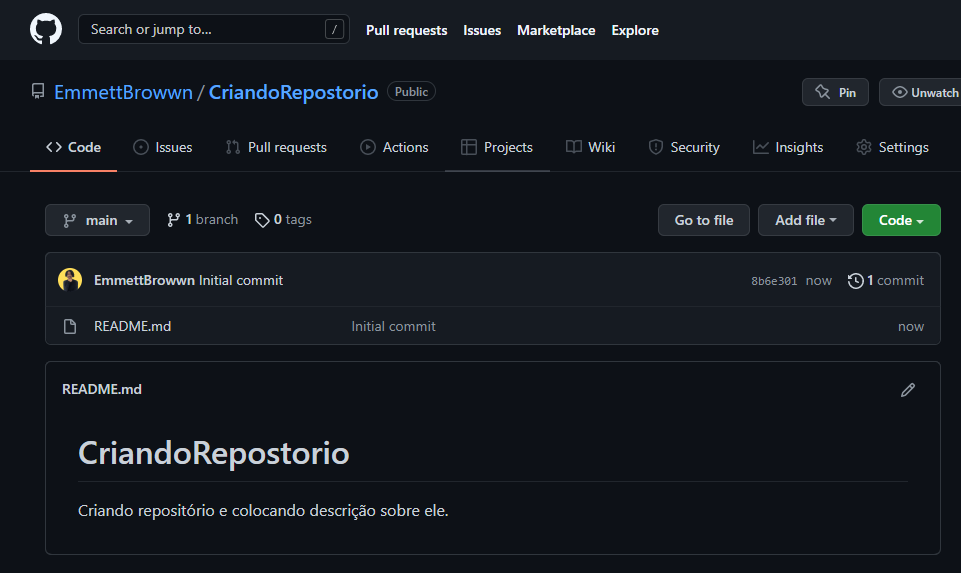 Search or jump to... / Pull requests Issues Marketplace Explore
EmmettBrowwn / CriandoRepostorio Public Pin Unwatch
Code Issues Pull requests Actions Projects Wiki Security Insights Settings
main 1 branch 0 tags Go to file Add file Code
EmmettBrowwn Initial commit 8b6e301 now 1 commit
README.md Initial commit now
README.md
CriandoRepostorio
Criando repositório e colocando descrição sobre ele.